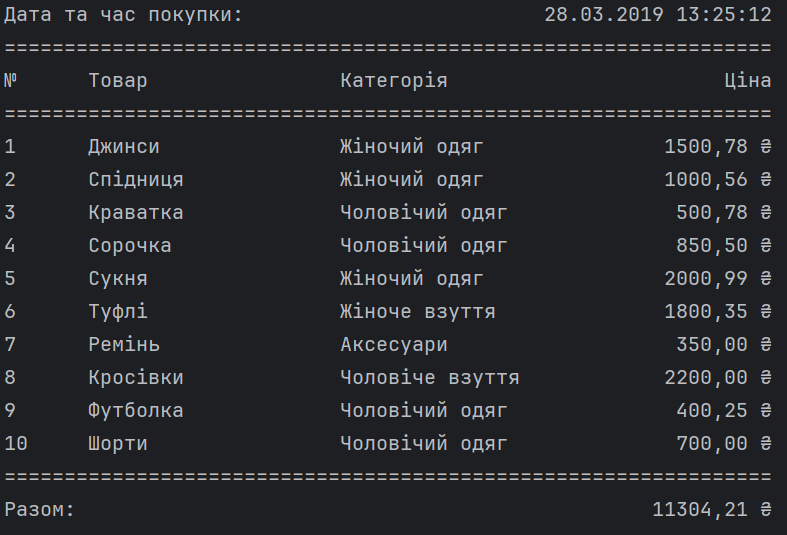 Дата та час покупки:                         28.03.2019 13:25:12
================================================================
№      Товар                Категорія                       Ціна
================================================================
1      Джинси               Жіночий одяг               1500,78 ₴
2      Спідниця             Жіночий одяг               1000,56 ₴
3      Краватка             Чоловічий одяг              500,78 ₴
4      Сорочка              Чоловічий одяг              850,50 ₴
5      Сукня                Жіночий одяг               2000,99 ₴
6      Туфлі                Жіноче взуття              1800,35 ₴
7      Ремінь               Аксесуари                   350,00 ₴
8      Кросівки             Чоловіче взуття            2200,00 ₴
9      Футболка             Чоловічий одяг              400,25 ₴
10     Шорти                Чоловічий одяг              700,00 ₴
================================================================
Разом:                                                11304,21 ₴